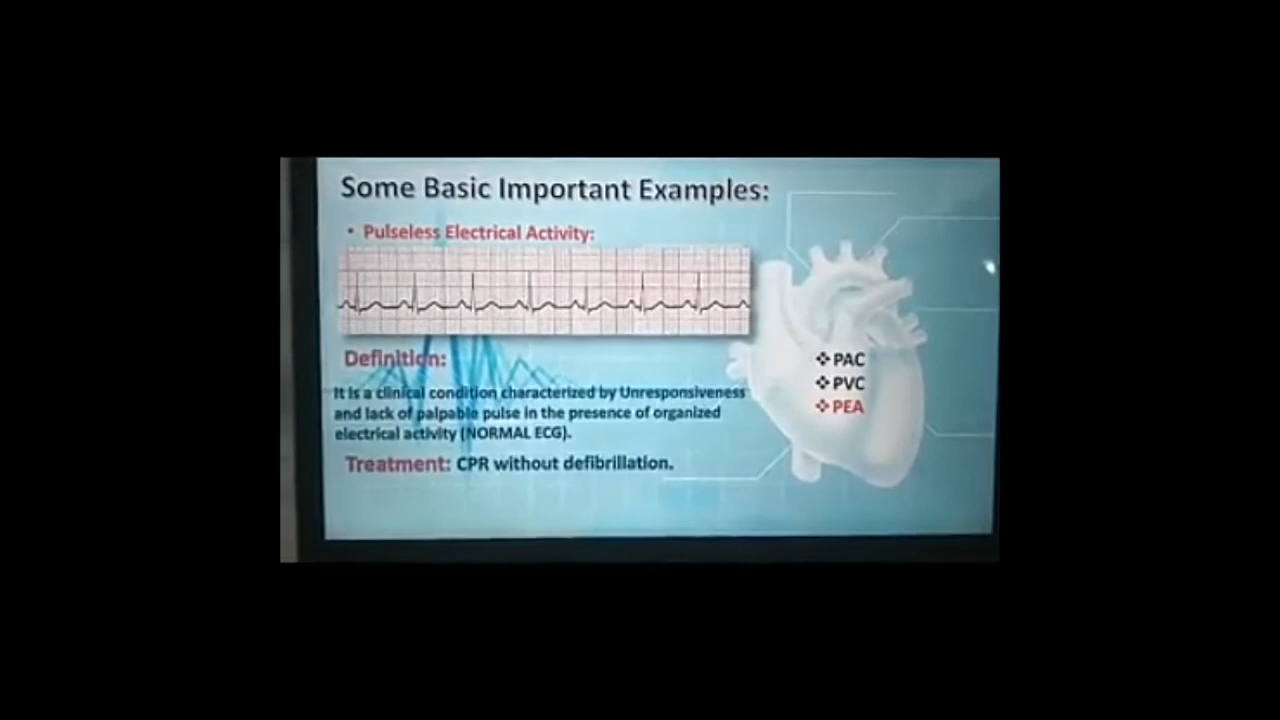 Some Basic Important Examples:
• Pulseless Electrical Activity:
Definition:
It is a clinical condition characterized by Unresponsiveness
and lack of palpable pulse in the presence of organized
electrical activity (NORMAL ECG).
Treatment: CPR without defibrillation.
❖ PAC
❖ PVC
❖ PEA